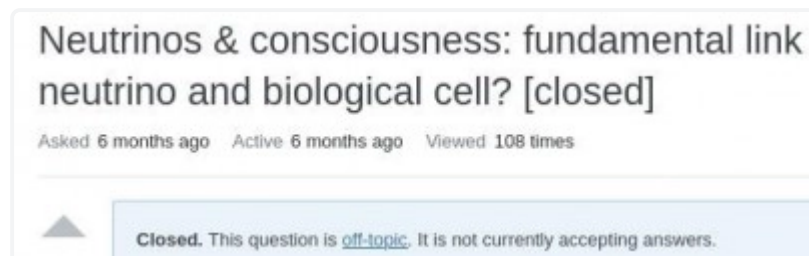 Neutrinos & consciousness: fundamental link
neutrino and biological cell? [closed]
Asked 6 months ago Active 6 months ago Viewed 108 times
Closed. This question is off-topic. It is not currently accepting answers.